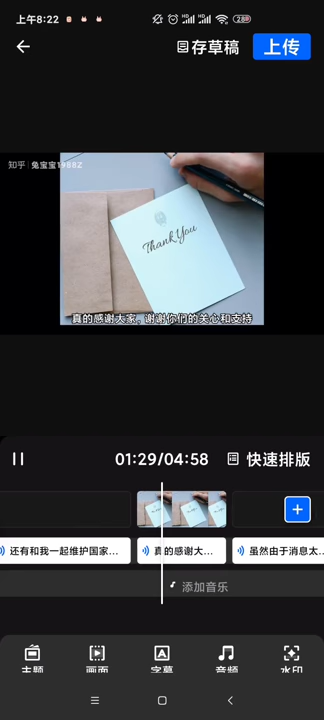 上午8:22
存草稿
上传
知乎 兔宝宝1988Z
Thank You
真的感谢大家，谢谢你们的关心和支持
01:29/04:58
快速排版
还有和我一起维护国家...
真的感谢大...
虽然由于消息太...
添加音乐
主题
画面
字幕
音频
水印